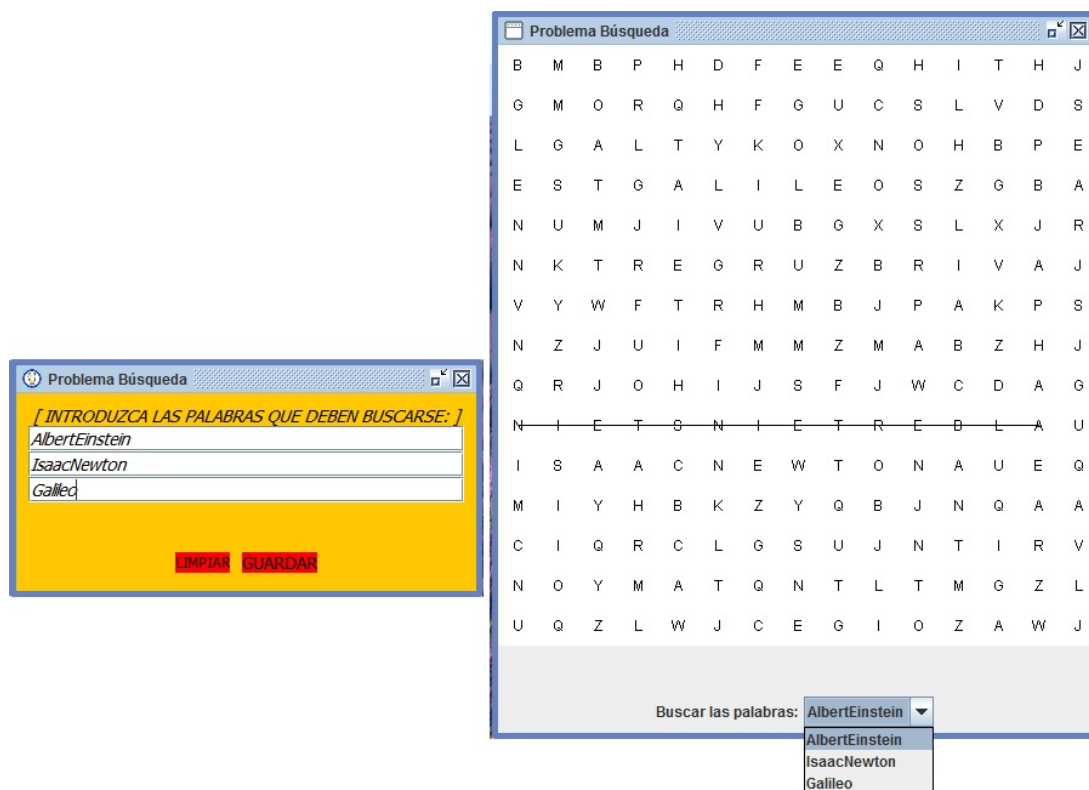 Problema Búsqueda
[ INTRODUZCA LAS PALABRAS QUE DEBEN BUSCARSE: ]
AlbertEinstein
IsaacNewton
Galileo
LIMPIAR GUARDAR
Problema Búsqueda
B M B P H D F E E Q H I T H J
G M O R Q H F G U C S L V D S
L G A L T Y K O X N O H B P E
E S T G A L I L E O S Z G B A
N U M J I V U B G X S L X J R
N K T R E G R U Z B R I V A J
V Y W F T R H M B J P A K P S
N Z J U I F M M Z M A B Z H J
Q R J O H I J S F J W C D A G
N I E T S N I E T R E B L A U
I S A A C N E W T O N A U E Q
M I Y H B K Z Y Q B J N Q A A
C I Q R C L G S U J N T I R V
N O Y M A T Q N T L T M G Z L
U Q Z L W J C E G I O Z A W J
Buscar las palabras: AlbertEinstein
AlbertEinstein
IsaacNewton
Galileo